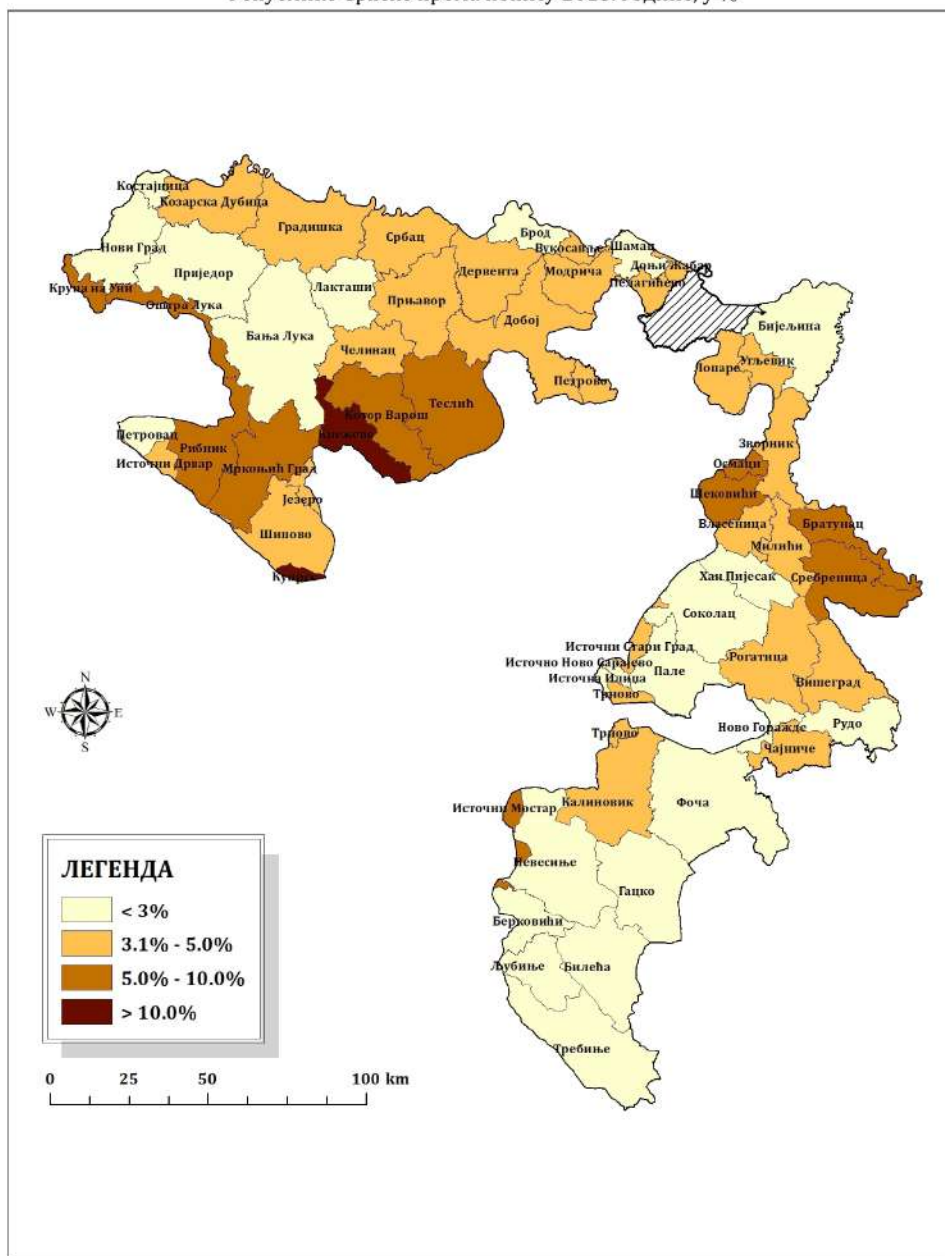 Костајница
Козарска Дубица
Градишка
Србац
Брод
Вукосавље
Шамац
Нови Град
Приједор
Лакташи
Дервента
Модрича
Доњи Жабар
Пелагићево
Крупа на Уни
Оштра Лука
Прњавор
Бања Лука
Добој
Бијељина
Челинац
Угљевик
Лопаре
Петрово
Теслић
Котор Варош
Кнежево
Петровац
Рибник
Источни Дрвар
Мркоњић Град
Језеро
Шипово
Купрес
Зворник
Осмаци
Шековићи
Братунац
Власеница
Милићи
Хан Пијесак
Сребреница
Соколац
Источни Стари Град
Рогатица
Источно Ново Сарајево
Пале
Источна Илиџа
Вишеград
Трново
Ново Горажде
Рудо
Трново
Чајниче
Источни Мостар
Калиновик
Фоча
Невесиње
Гацко
Берковићи
Љубиње
Билећа
Требиње
N
W
E
S
ЛЕГЕНДА
< 3%
3.1% - 5.0%
5.0% - 10.0%
> 10.0%
0 25 50 100 km